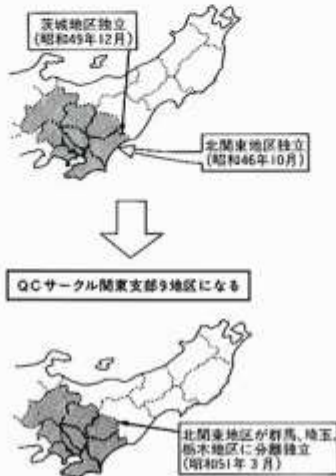 茨城地区独立
(昭和49年12月)
北関東地区独立
(昭和46年10月)
QCサークル関東支部9地区になる
北関東地区が群馬、埼玉、
栃木地区に分離独立
(昭和51年3月)